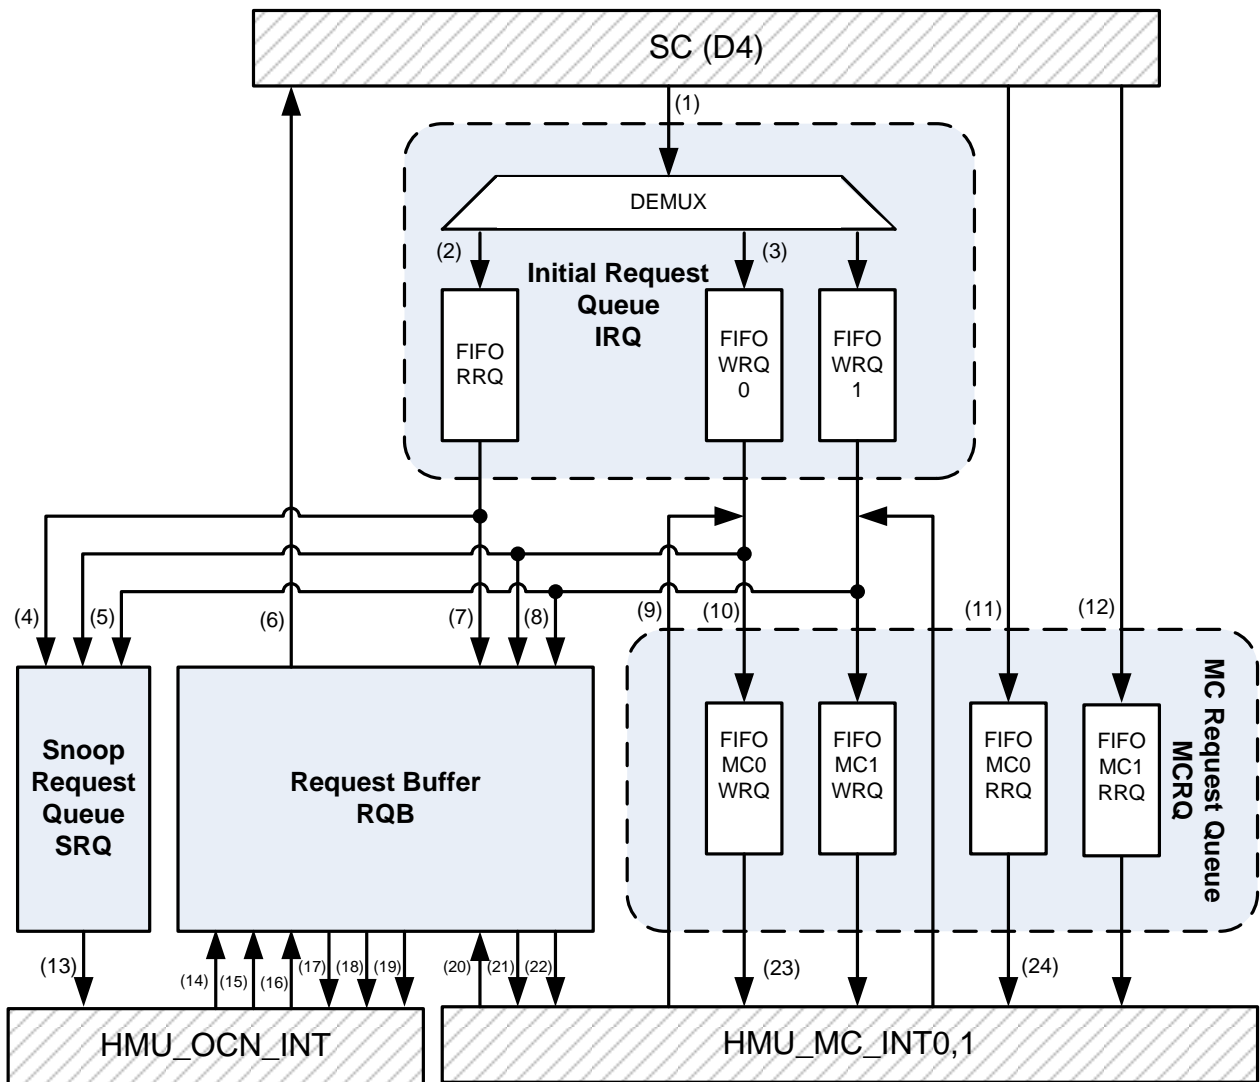 SC (D4)
(1)
DEMUX
(2)
(3)
Initial Request
Queue
IRQ
FIFO
RRQ
FIFO
WRQ
0
FIFO
WRQ
1
(4)
(5)
(6)
(7)
(8)
(9)
(10)
(11)
(12)
Snoop
Request
Queue
SRQ
Request Buffer
RQB
FIFO
MC0
WRQ
FIFO
MC1
WRQ
FIFO
MC0
RRQ
FIFO
MC1
RRQ
MC Request Queue
MCRQ
(13)
(14)
(15)
(16)
(17)
(18)
(19)
(20)
(21)
(22)
(23)
(24)
HMU_OCN_INT
HMU_MC_INT0,1